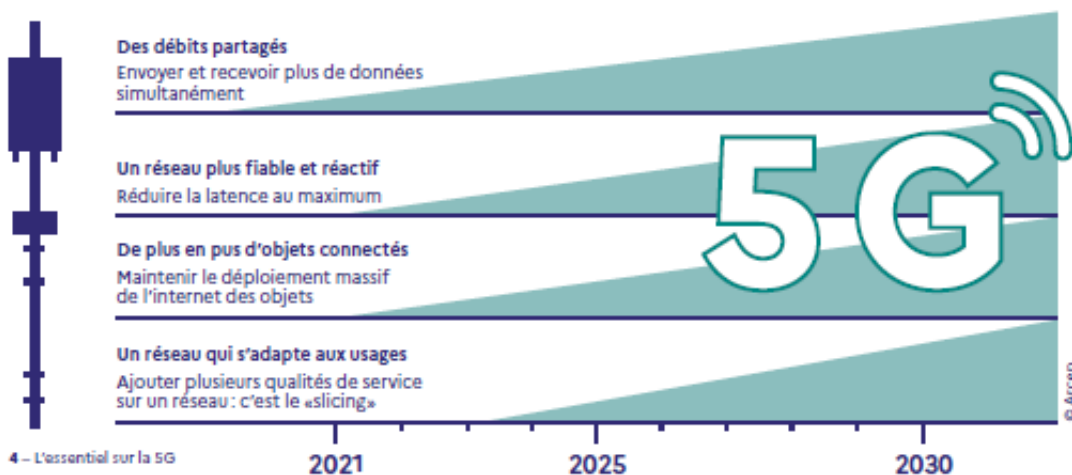 Des débits partagés
Envoyer et recevoir plus de données
simultanément
Un réseau plus fiable et réactif
Réduire la latence au maximum
De plus en pus d'objets connectés
Maintenir le déploiement massif
de l'internet des objets
Un réseau qui s'adapte aux usages
Ajouter plusieurs qualités de service
sur un réseau : c'est le «slicing»
5G
© Arcep
4 – L'essentiel sur la 5G
2021
2025
2030